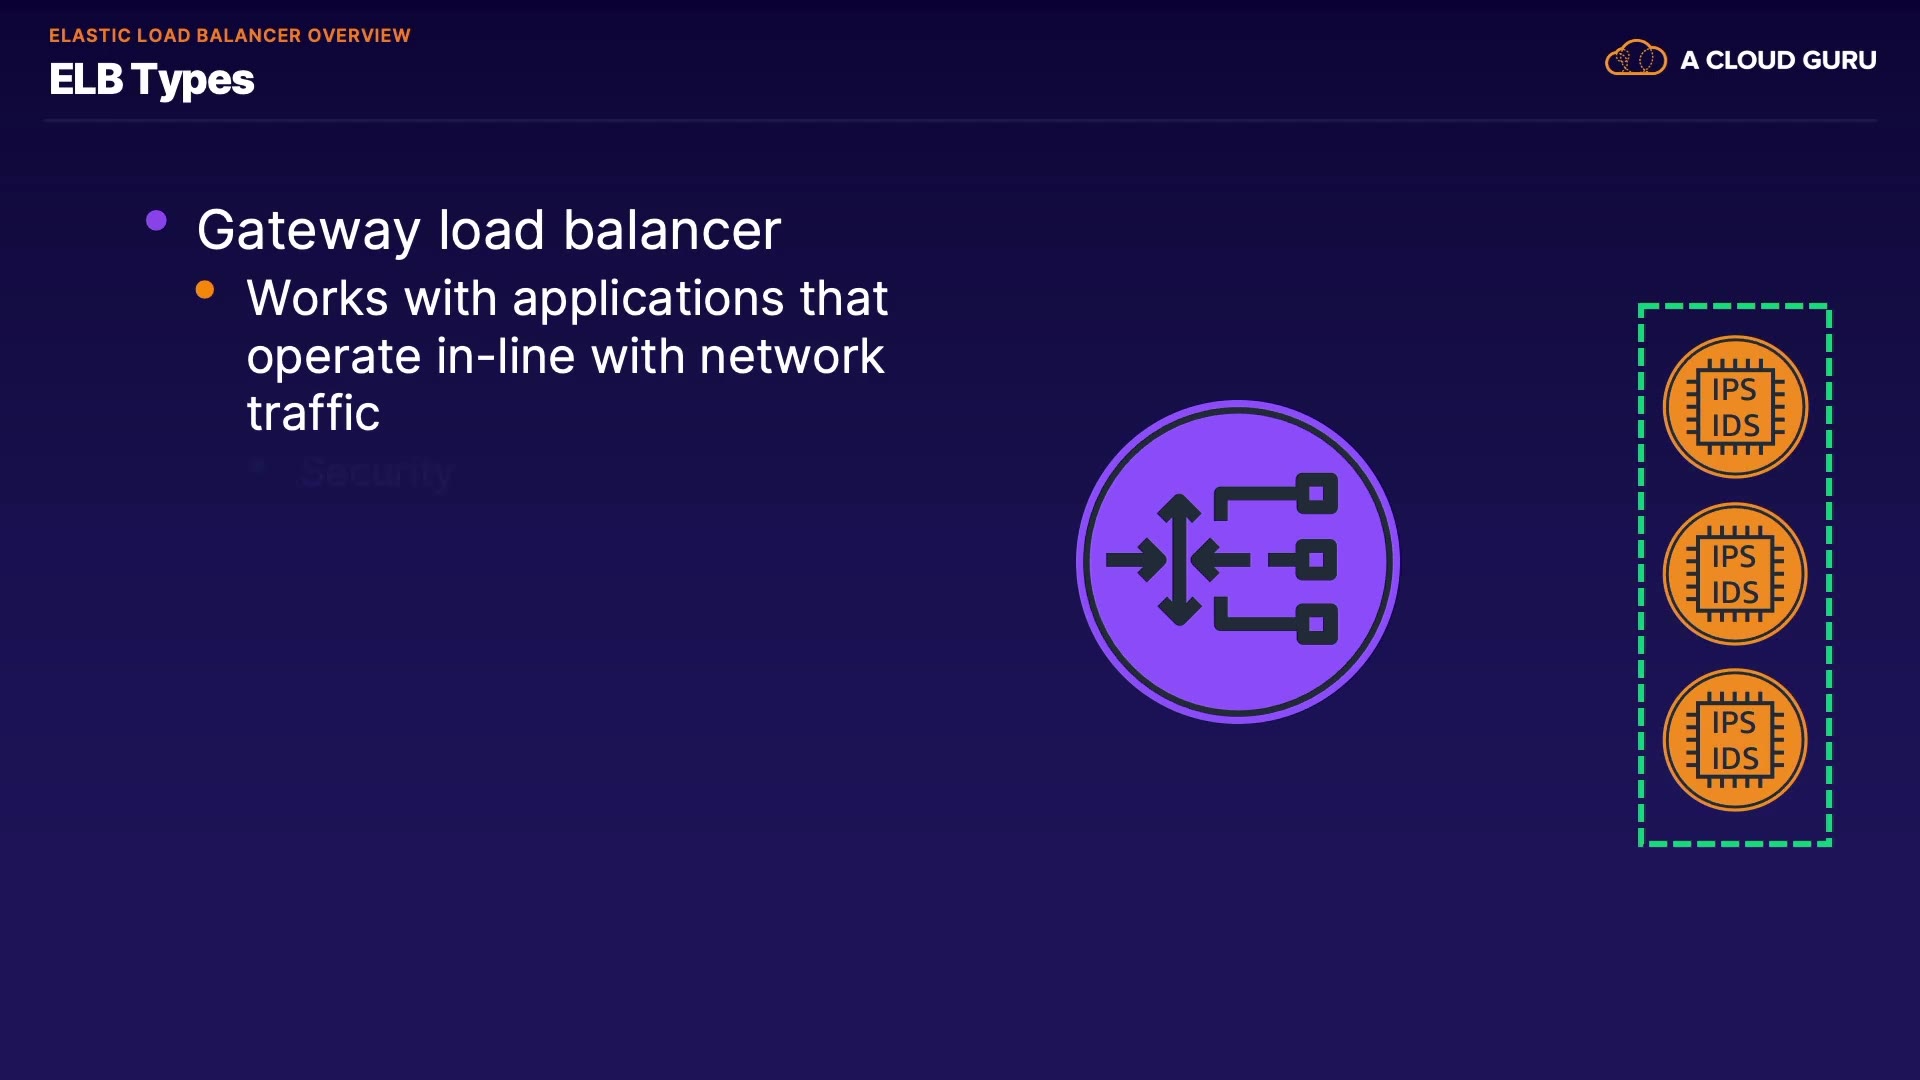 ELASTIC LOAD BALANCER OVERVIEW
ELB Types
A CLOUD GURU
Gateway load balancer
Works with applications that
operate in-line with network
traffic
Security
IPS
IDS
IPS
IDS
IPS
IDS